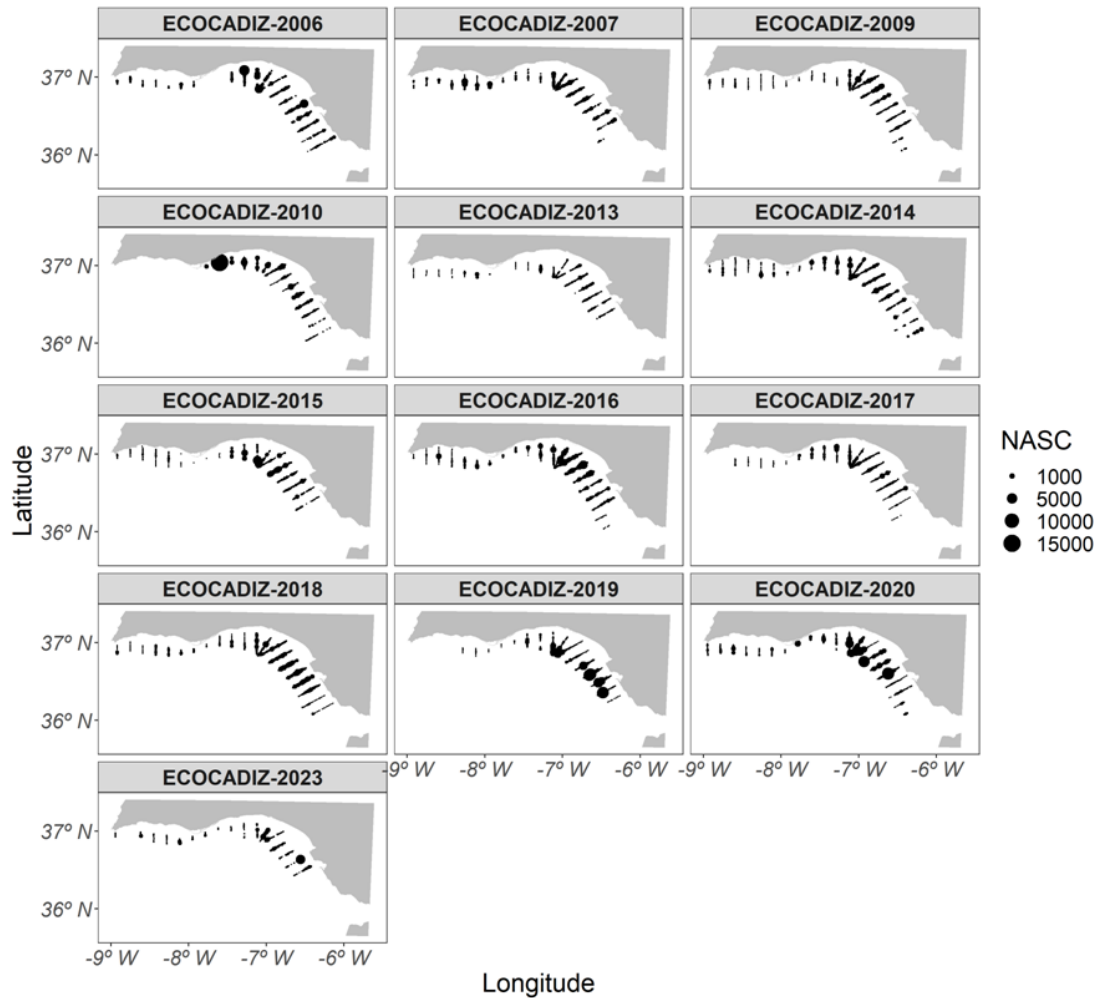 ECOCADIZ-2006 ECOCADIZ-2007 ECOCADIZ-2009
37º N
36º N
ECOCADIZ-2010 ECOCADIZ-2013 ECOCADIZ-2014
37º N
36º N
ECOCADIZ-2015 ECOCADIZ-2016 ECOCADIZ-2017
37º N
36º N
Latitude
NASC
1000
5000
10000
15000
ECOCADIZ-2018 ECOCADIZ-2019 ECOCADIZ-2020
37º N
36º N
-9º W -8º W -7º W -6º W -9º W -8º W -7º W -6º W
ECOCADIZ-2023
37º N
36º N
-9º W -8º W -7º W -6º W
Longitude